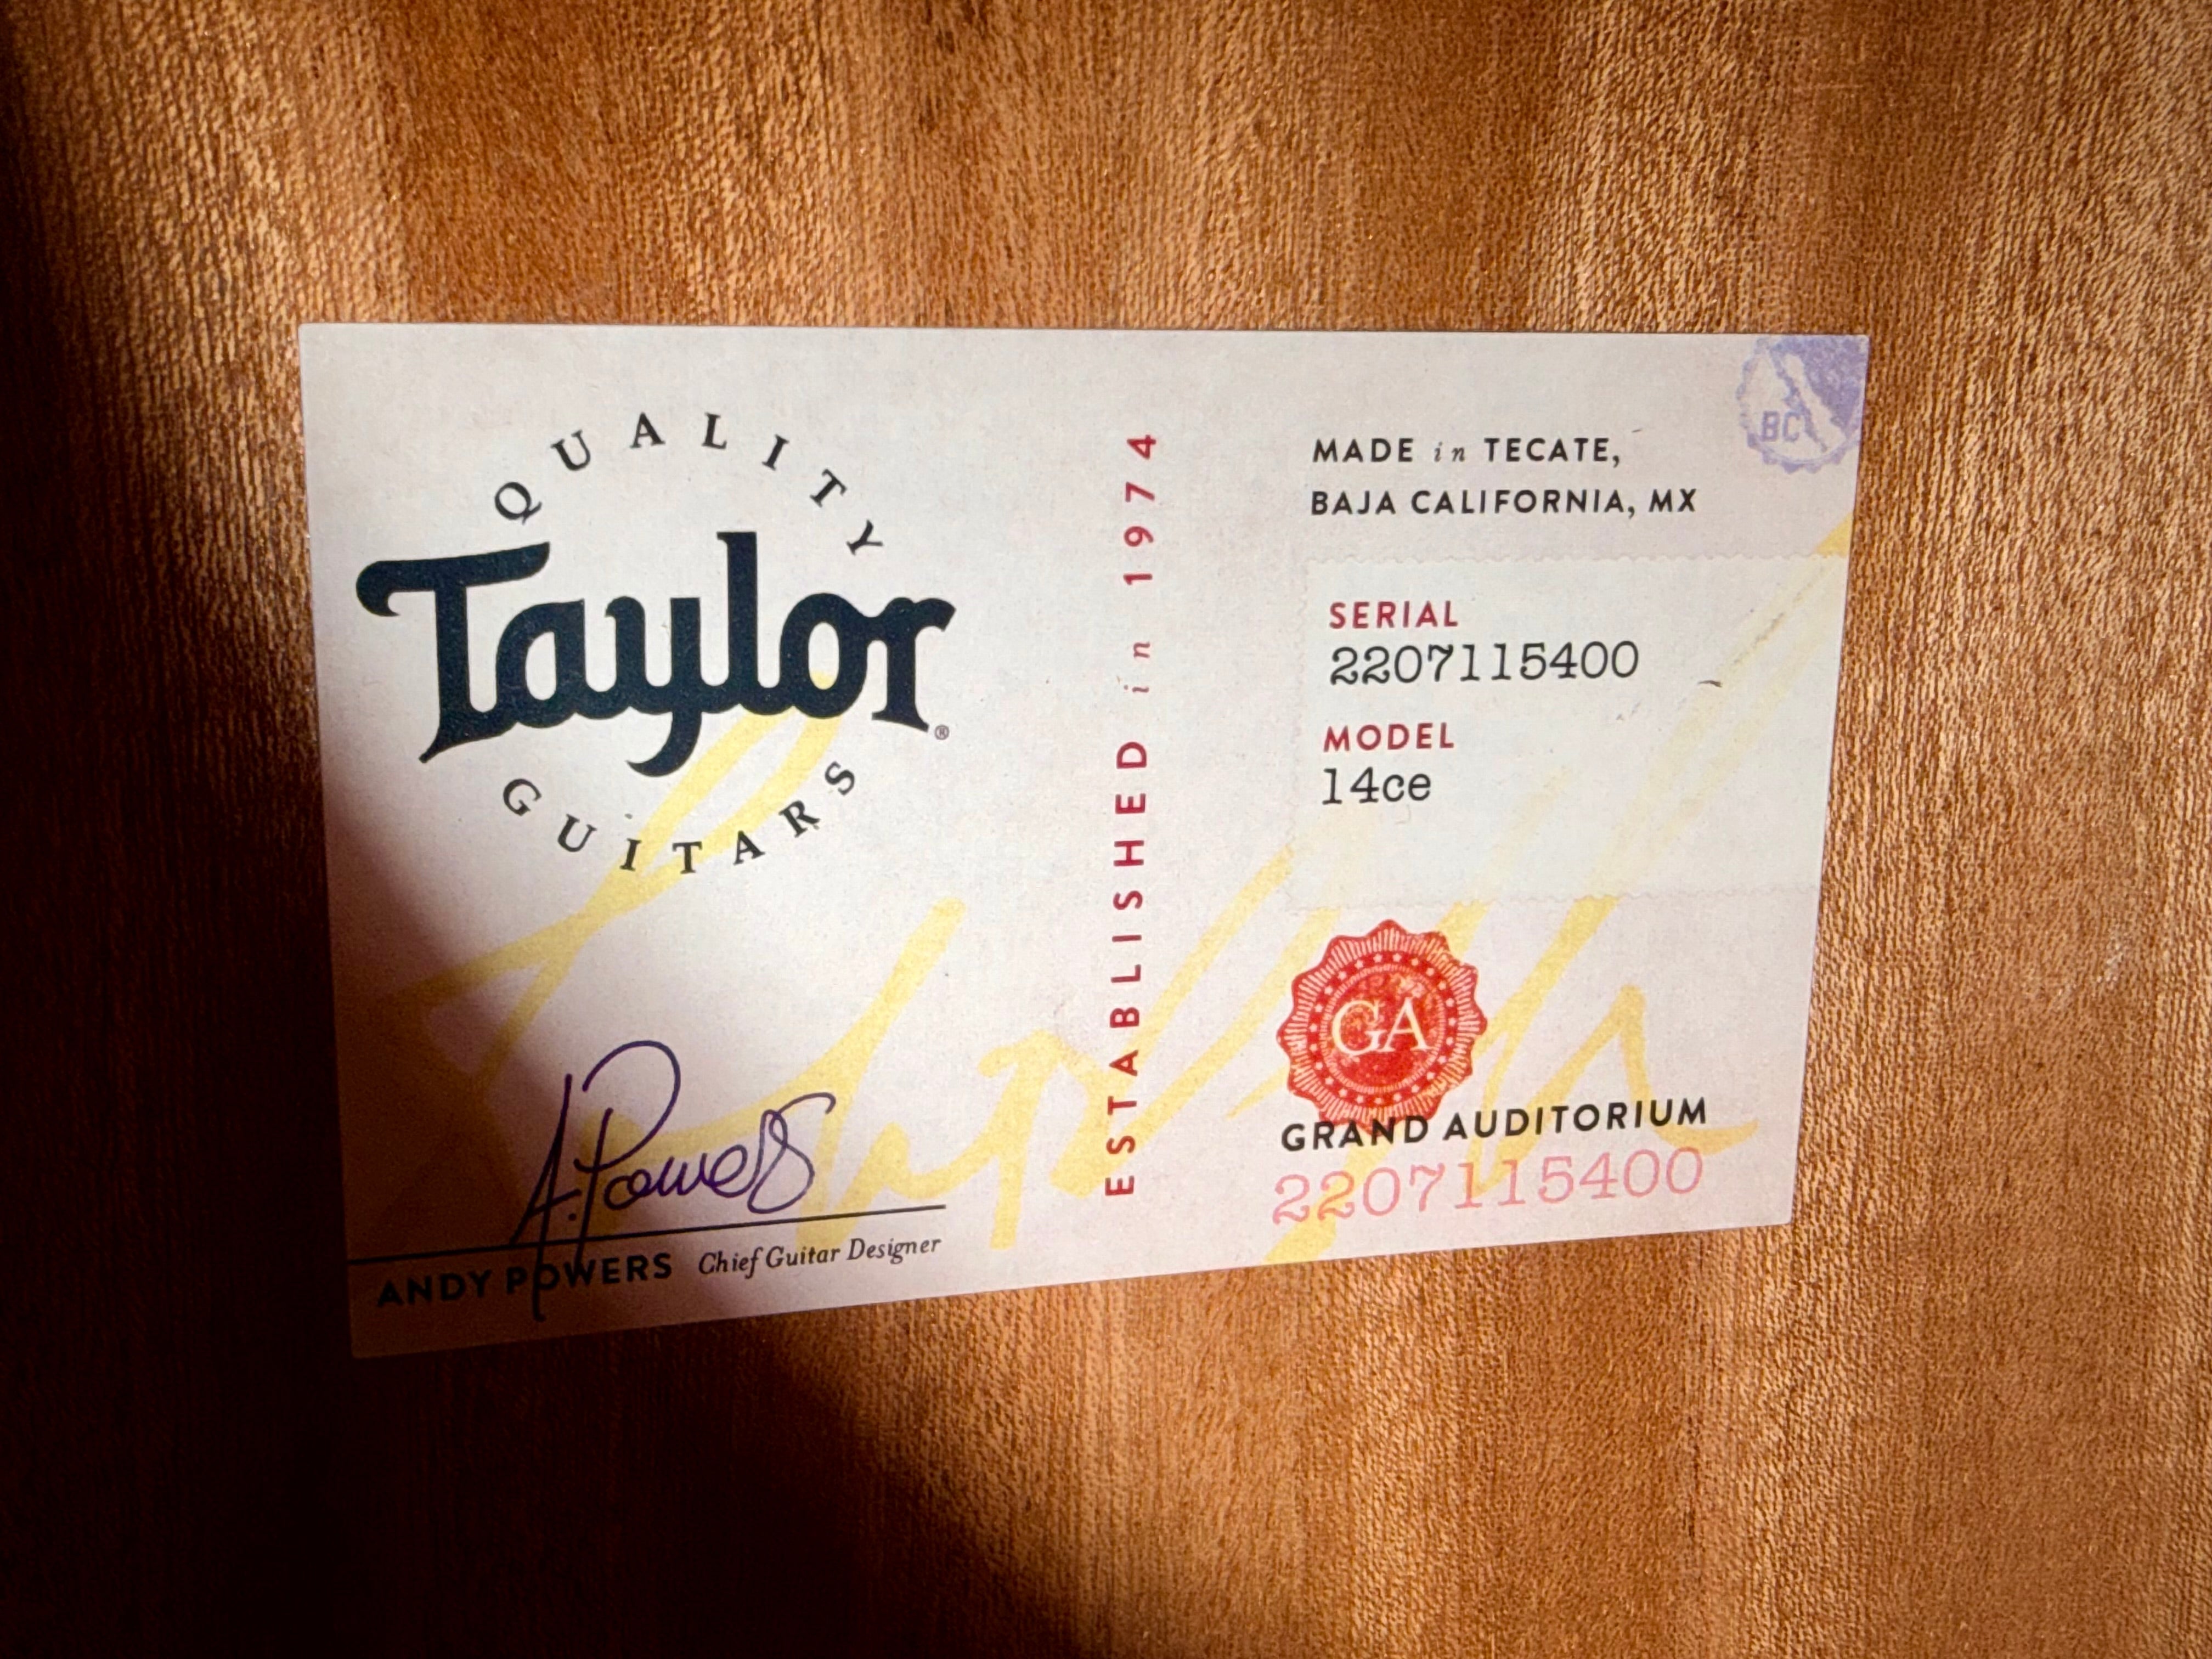 QUALITY
Taylor®
GUITARS
A. Powers
ANDY POWERS Chief Guitar Designer
ESTABLISHED in 1974
BC
MADE in TECATE,
BAJA CALIFORNIA, MX
SERIAL
2207115400
MODEL
14ce
GA
GRAND AUDITORIUM
2207115400